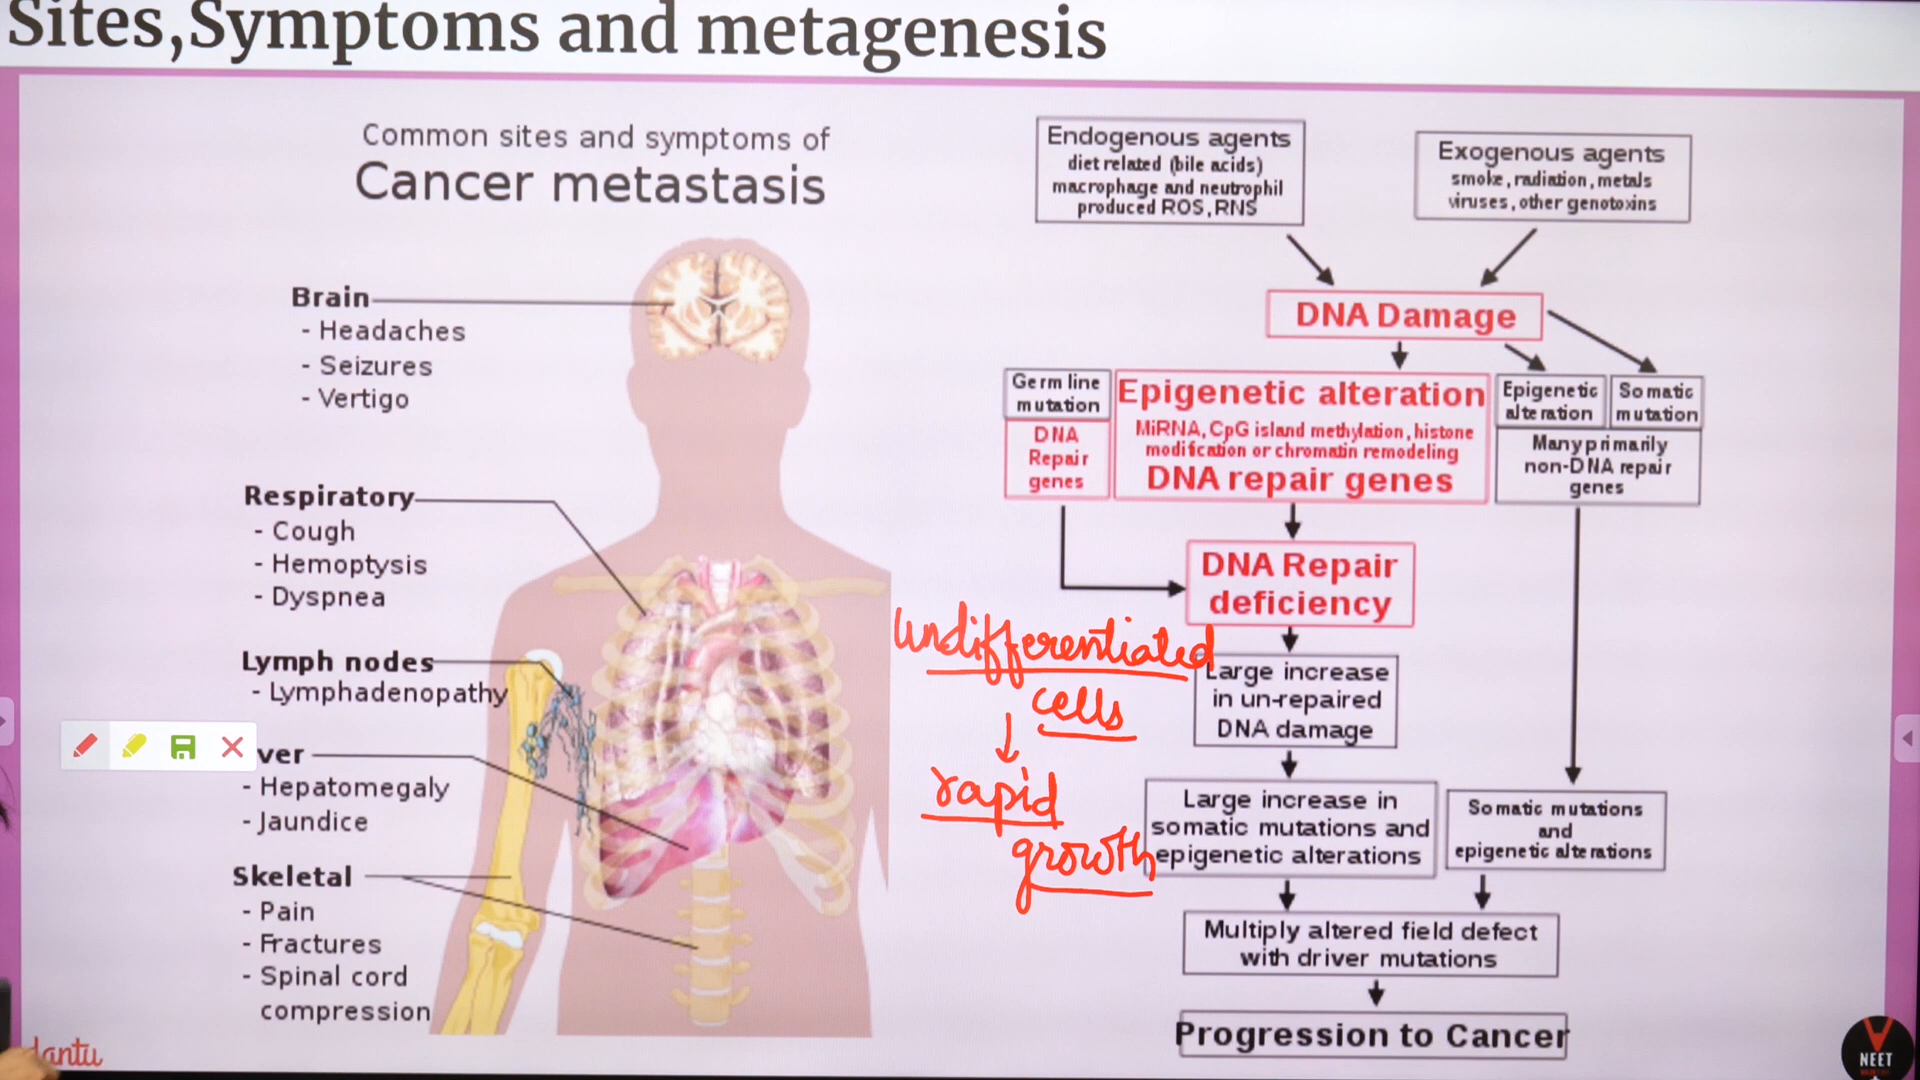 Sites,Symptoms and metagenesis
Common sites and symptoms of
Cancer metastasis
Brain
- Headaches
- Seizures
- Vertigo
Respiratory
- Cough
- Hemoptysis
- Dyspnea
Lymph nodes
- Lymphadenopathy
ver
- Hepatomegaly
- Jaundice
Skeletal
- Pain
- Fractures
- Spinal cord
compression
Endogenous agents
diet related (bile acids)
macrophage and neutrophil
produced ROS, RNS
Exogenous agents
smoke, radiation, metals
viruses, other genotoxins
DNA Damage
Germ line
mutation
DNA
Repair
genes
Epigenetic alteration
MiRNA, CpG island methylation, histone
modification or chromatin remodeling
DNA repair genes
Epigenetic
alteration
Somatic
mutation
Many primarily
non-DNA repair
genes
DNA Repair
deficiency
undifferentiated
cells
rapid
growth
Large increase
in un-repaired
DNA damage
Large increase in
somatic mutations and
epigenetic alterations
Somatic mutations
and
epigenetic alterations
Multiply altered field defect
with driver mutations
Progression to Cancer
dantu
NEET